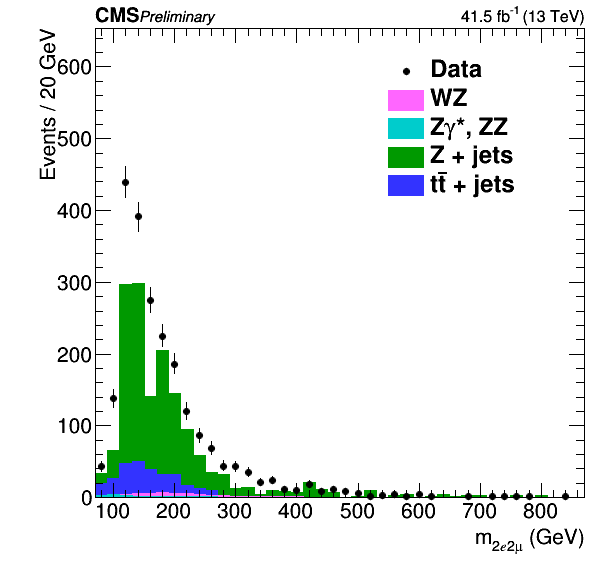 CMS Preliminary 41.5 fb⁻¹ (13 TeV)
Events / 20 GeV
600
500
400
300
200
100
0
Data
WZ
Zγ*, ZZ
Z + jets
tt̄ + jets
100 200 300 400 500 600 700 800
m₂ₑ₂μ (GeV)